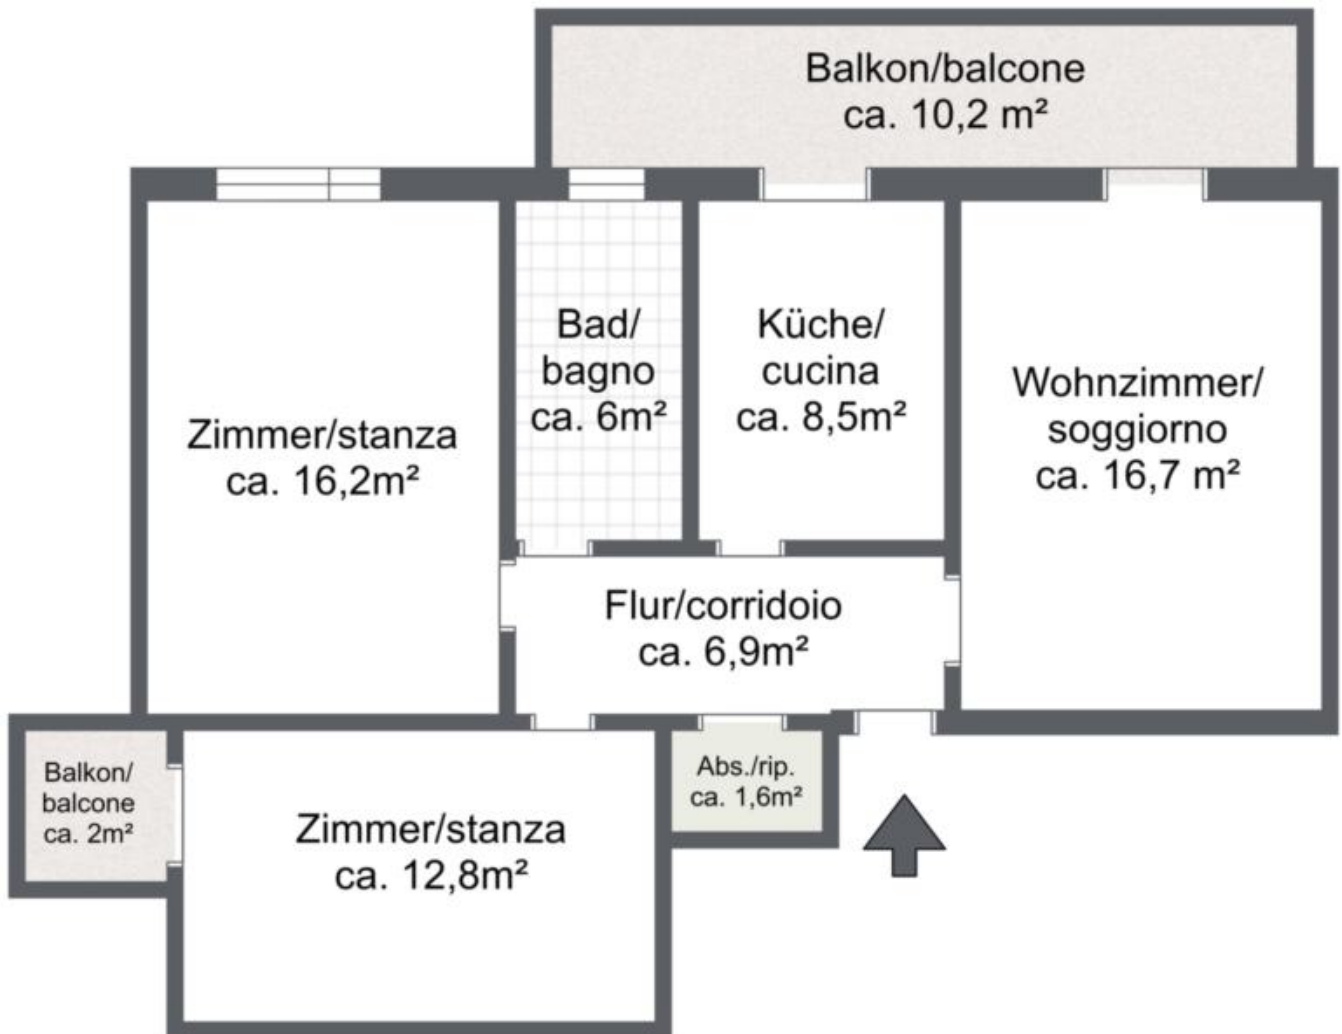 Balkon/balcone
ca. 10,2 m²
Bad/
bagno
ca. 6m²
Küche/
cucina
ca. 8,5m²
Wohnzimmer/
soggiorno
ca. 16,7 m²
Zimmer/stanza
ca. 16,2m²
Flur/corridoio
ca. 6,9m²
Balkon/
balcone
ca. 2m²
Abs./rip.
ca. 1,6m²
Zimmer/stanza
ca. 12,8m²